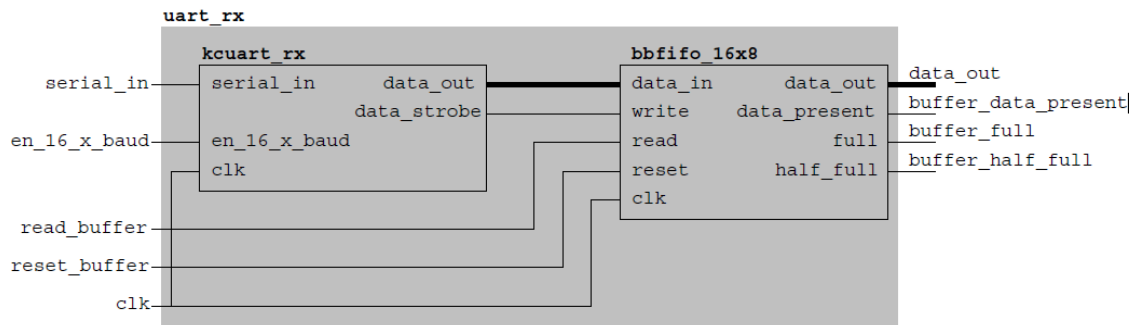 uart_rx
kcuart_rx
bbfifo_16x8
serial_in
serial_in
data_out
data_in
data_out
data_out
data_strobe
write
data_present
buffer_data_present
en_16_x_baud
en_16_x_baud
read
full
buffer_full
clk
reset
half_full
buffer_half_full
clk
read_buffer
reset_buffer
clk